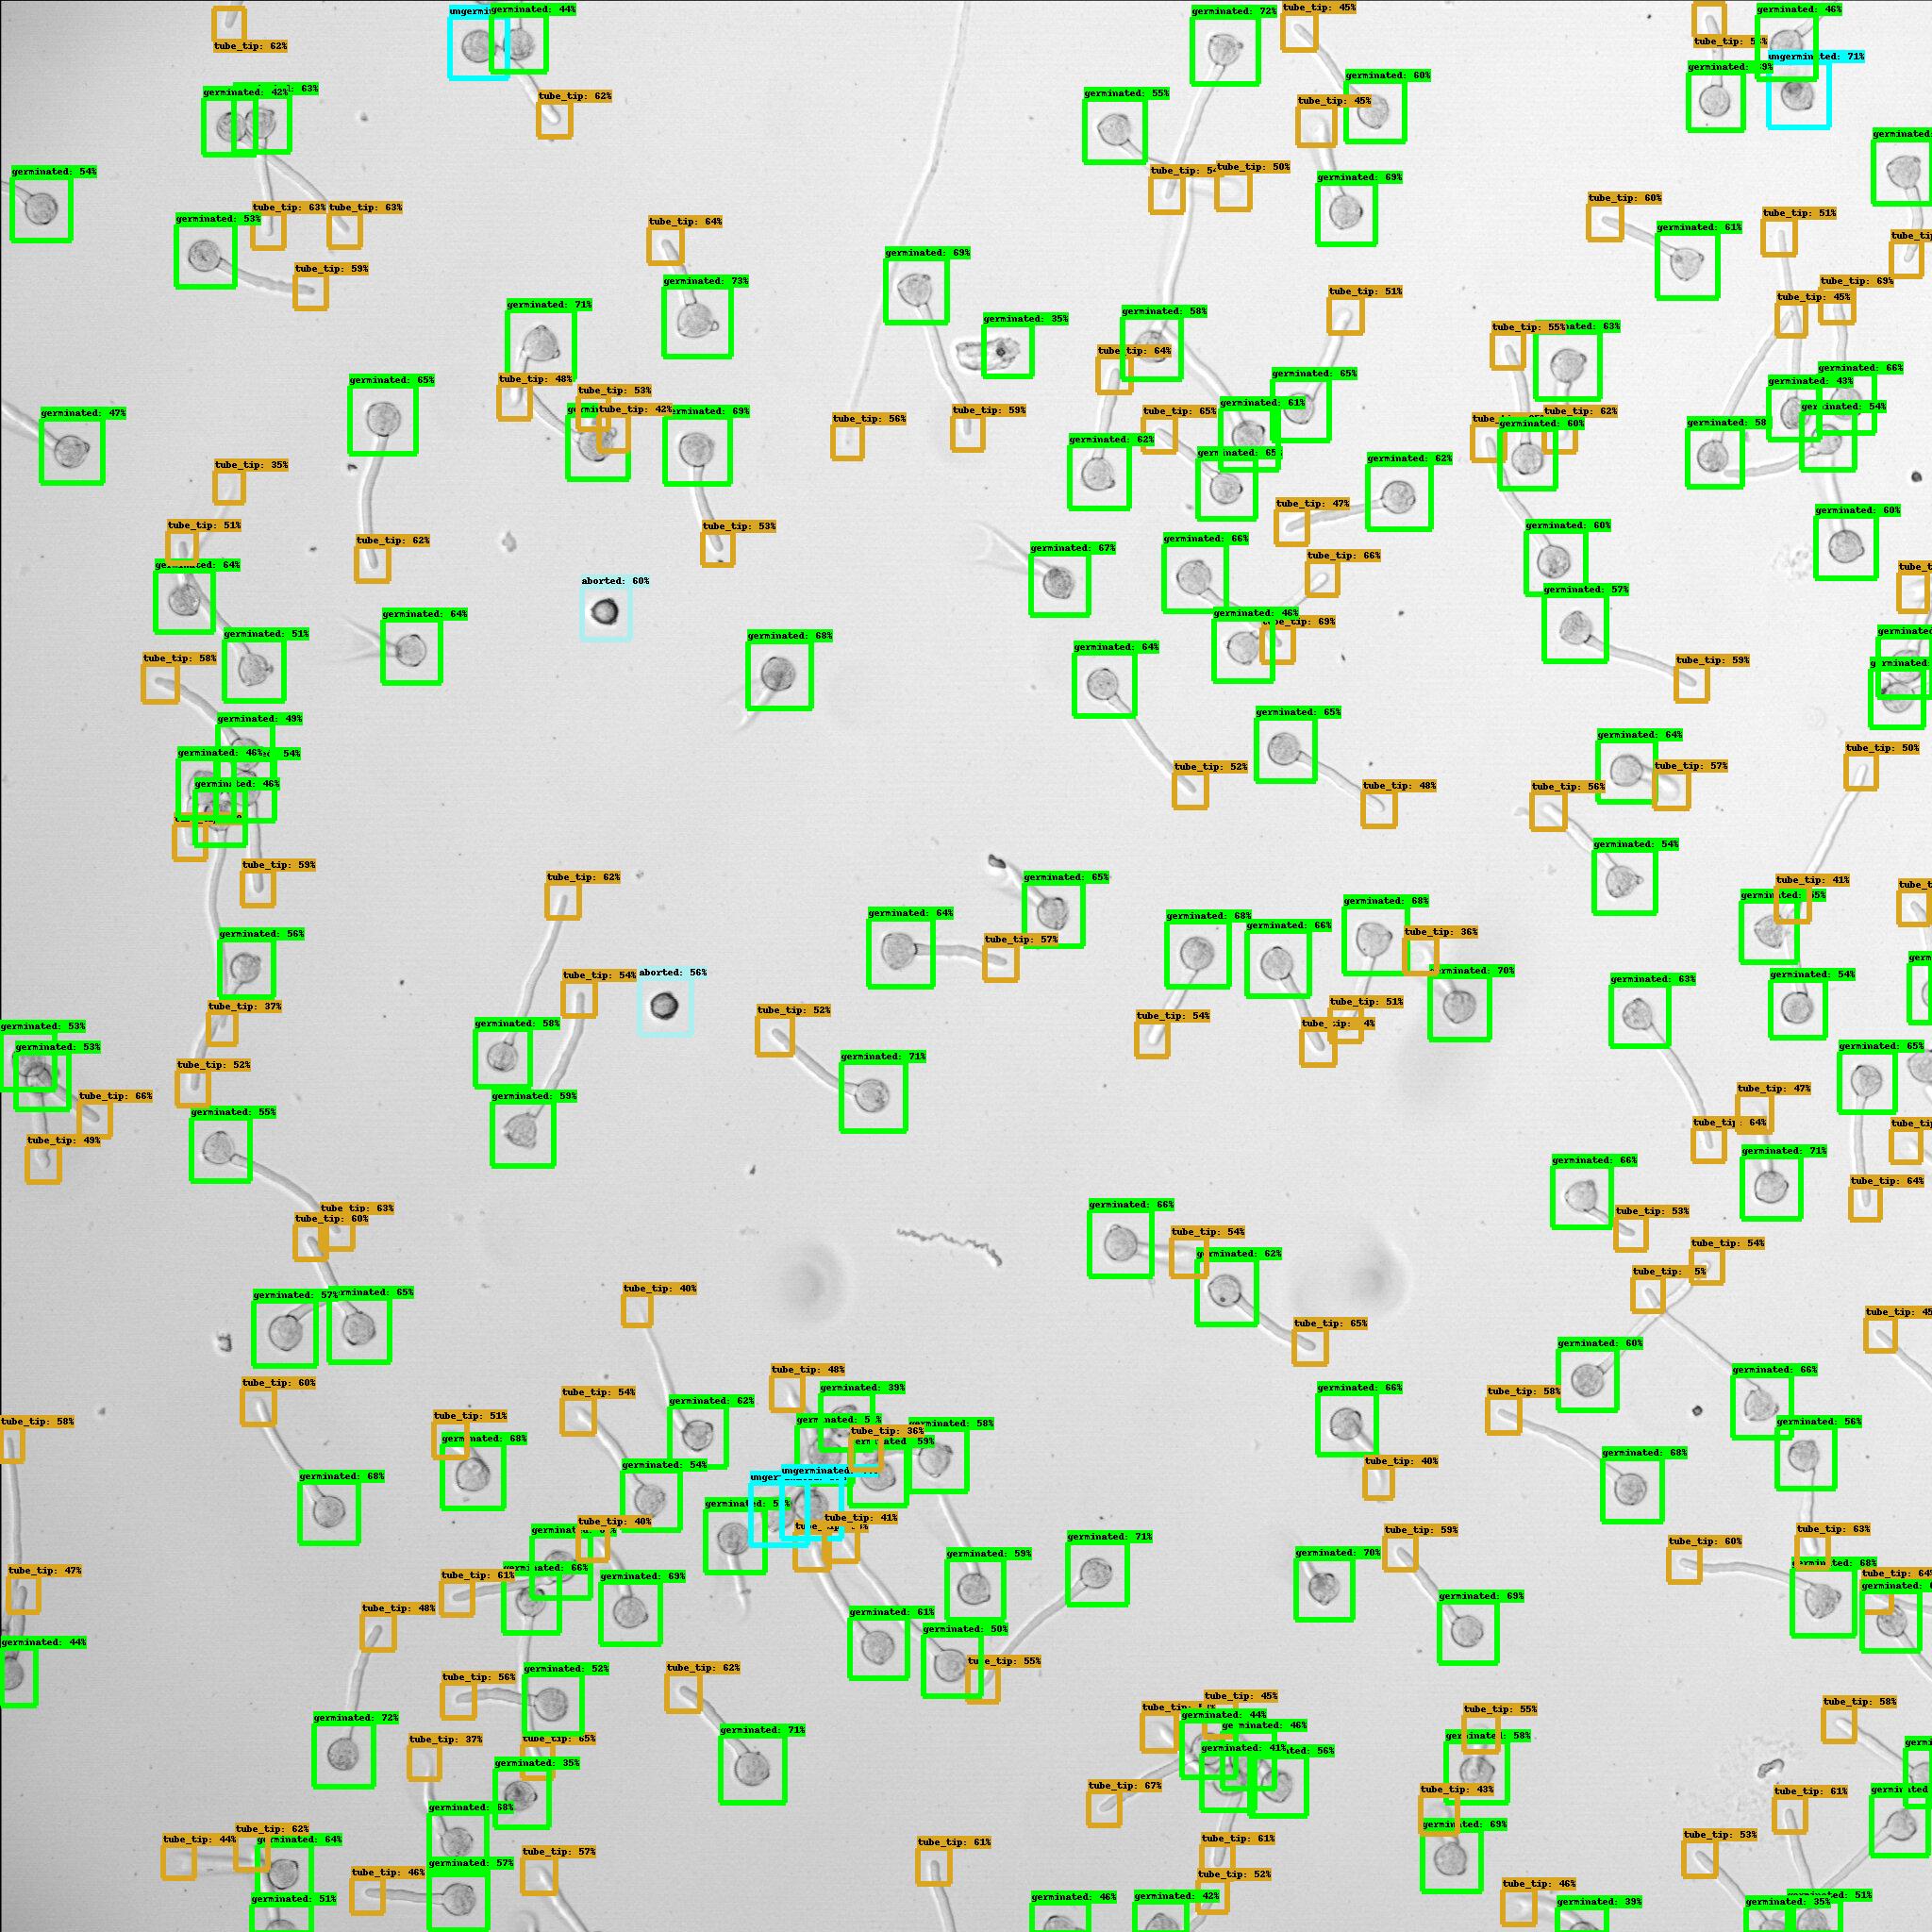 tube_tip: 62%
germinated: 44%
tube_tip: 62%
germinated: 72%
tube_tip: 45%
germinated: 60%
tube_tip: 45%
germinated: 55%
germinated: 46%
ungerminated: 71%
germinated: 42%
63%
germinated: 54%
tube_tip: 50%
germinated: 69%
tube_tip: 60%
germinated: 61%
tube_tip: 51%
tube_tip: 63%
tube_tip: 63%
germinated: 53%
tube_tip: 59%
tube_tip: 64%
germinated: 73%
germinated: 69%
germinated: 35%
germinated: 58%
tube_tip: 64%
tube_tip: 51%
tube_tip: 69%
tube_tip: 45%
tube_tip: 55%
germinated: 71%
tube_tip: 48%
tube_tip: 53%
tube_tip: 42%
germinated: 65%
germinated: 47%
tube_tip: 56%
tube_tip: 59%
tube_tip: 65%
germinated: 61%
germinated: 65%
germinated: 62%
germinated: 62%
tube_tip: 62%
germinated: 60%
germinated: 66%
germinated: 43%
tube_tip: 35%
tube_tip: 51%
germinated: 64%
tube_tip: 62%
tube_tip: 53%
tube_tip: 47%
germinated: 60%
germinated: 60%
germinated: 67%
germinated: 66%
tube_tip: 66%
aborted: 60%
germinated: 64%
germinated: 51%
germinated: 68%
germinated: 46%
germinated: 57%
tube_tip: 59%
tube_tip: 58%
germinated: 64%
germinated: 65%
germinated: 49%
germinated: 46%
germinated: 46%
tube_tip: 52%
tube_tip: 48%
germinated: 64%
tube_tip: 57%
tube_tip: 56%
tube_tip: 50%
germinated: 54%
tube_tip: 59%
tube_tip: 62%
germinated: 65%
germinated: 64%
tube_tip: 57%
germinated: 68%
germinated: 66%
germinated: 68%
tube_tip: 36%
tube_tip: 41%
germinated: 56%
tube_tip: 54%
aborted: 56%
germinated: 63%
germinated: 54%
tube_tip: 37%
tube_tip: 52%
tube_tip: 54%
tube_tip: 51%
germinated: 53%
germinated: 53%
germinated: 58%
germinated: 71%
germinated: 65%
tube_tip: 52%
tube_tip: 66%
germinated: 59%
tube_tip: 47%
tube_tip: 49%
germinated: 55%
germinated: 66%
germinated: 71%
tube_tip: 64%
tube_tip: 63%
tube_tip: 60%
germinated: 66%
tube_tip: 54%
germinated: 62%
tube_tip: 53%
tube_tip: 54%
germinated: 57%
germinated: 65%
tube_tip: 40%
tube_tip: 65%
germinated: 60%
tube_tip: 60%
tube_tip: 54%
tube_tip: 48%
germinated: 39%
germinated: 66%
germinated: 66%
tube_tip: 58%
tube_tip: 58%
tube_tip: 51%
germinated: 68%
germinated: 62%
tube_tip: 36%
germinated: 58%
germinated: 56%
germinated: 68%
germinated: 54%
tube_tip: 40%
germinated: 68%
tube_tip: 40%
tube_tip: 41%
tube_tip: 59%
tube_tip: 63%
tube_tip: 47%
tube_tip: 61%
germinated: 69%
germinated: 59%
germinated: 71%
germinated: 70%
germinated: 69%
tube_tip: 60%
tube_tip: 48%
germinated: 61%
germinated: 50%
germinated: 44%
tube_tip: 56%
germinated: 52%
tube_tip: 62%
tube_tip: 55%
tube_tip: 45%
tube_tip: 55%
tube_tip: 58%
germinated: 72%
tube_tip: 37%
germinated: 35%
germinated: 71%
germinated: 44%
germinated: 41%
tube_tip: 67%
tube_tip: 43%
tube_tip: 61%
germinated: 68%
tube_tip: 44%
tube_tip: 62%
germinated: 64%
tube_tip: 46%
germinated: 57%
tube_tip: 57%
tube_tip: 61%
tube_tip: 61%
tube_tip: 52%
germinated: 69%
tube_tip: 53%
tube_tip: 46%
germinated: 51%
germinated: 46%
germinated: 42%
germinated: 39%
germinated: 35%